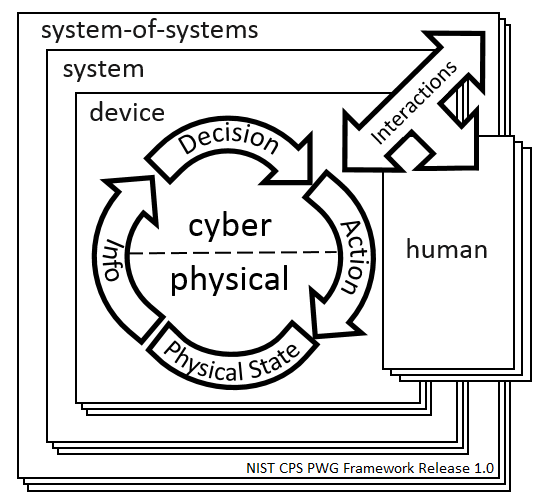 system-of-systems
system
device
Decision
Interactions
Action
Info
cyber
physical
human
Physical State
NIST CPS PWG Framework Release 1.0